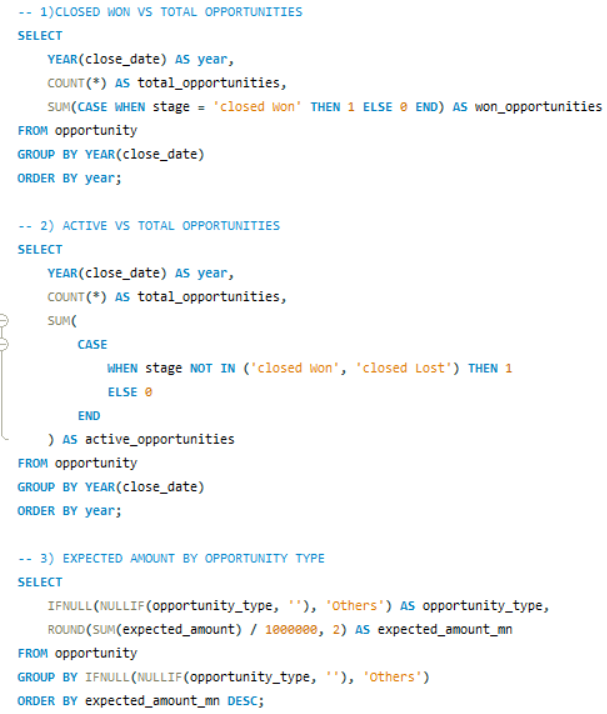 -- 1)CLOSED WON VS TOTAL OPPORTUNITIES
SELECT
YEAR(close_date) AS year,
COUNT(*) AS total_opportunities,
SUM(CASE WHEN stage = 'closed Won' THEN 1 ELSE 0 END) AS won_opportunities
FROM opportunity
GROUP BY YEAR(close_date)
ORDER BY year;
-- 2) ACTIVE VS TOTAL OPPORTUNITIES
SELECT
YEAR(close_date) AS year,
COUNT(*) AS total_opportunities,
SUM(
CASE
WHEN stage NOT IN ('closed Won', 'closed Lost') THEN 1
ELSE 0
END
) AS active_opportunities
FROM opportunity
GROUP BY YEAR(close_date)
ORDER BY year;
-- 3) EXPECTED AMOUNT BY OPPORTUNITY TYPE
SELECT
IFNULL(NULLIF(opportunity_type, ''), 'Others') AS opportunity_type,
ROUND(SUM(expected_amount) / 1000000, 2) AS expected_amount_mn
FROM opportunity
GROUP BY IFNULL(NULLIF(opportunity_type, ''), 'Others')
ORDER BY expected_amount_mn DESC;